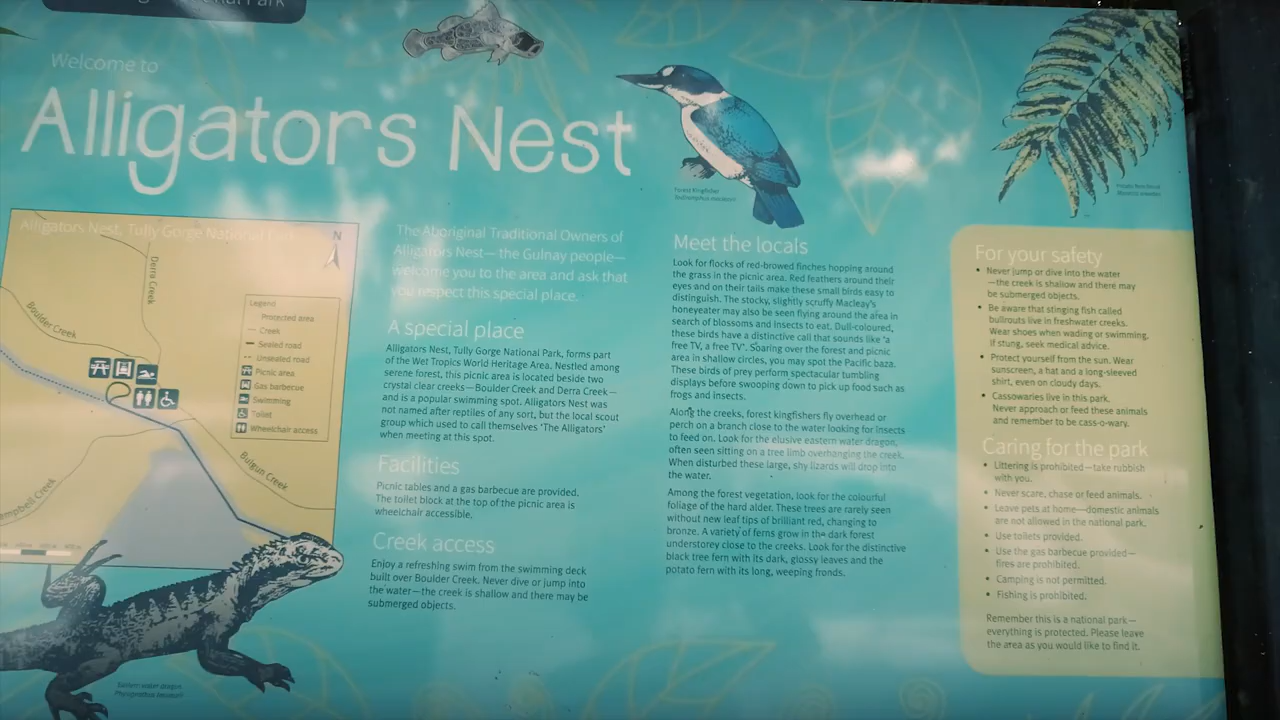 Welcome to
Alligators Nest
Forest Kingfisher
Alligators Nest, Tully Gorge National Park
N
Derra Creek
Boulder Creek
Bulgun Creek
Campbell Creek
Legend
Protected area
Creek
Sealed road
Unsealed road
Picnic area
Gas barbecue
Swimming
Toilet
Wheelchair access
The Aboriginal Traditional Owners of
Alligators Nest—the Gulnay people—
welcome you to the area and ask that
you respect this special place.
A special place
Alligators Nest, Tully Gorge National Park, forms part
of the Wet Tropics World Heritage Area. Nestled among
serene forest, this picnic area is located beside two
crystal clear creeks—Boulder Creek and Derra Creek—
and is a popular swimming spot. Alligators Nest was
not named after reptiles of any sort, but the local scout
group which used to call themselves ‘The Alligators’
when meeting at this spot.
Facilities
Picnic tables and a gas barbecue are provided.
The toilet block at the top of the picnic area is
wheelchair accessible.
Creek access
Enjoy a refreshing swim from the swimming deck
built over Boulder Creek. Never dive or jump into
the water—the creek is shallow and there may be
submerged objects.
Eastern water dragon
Meet the locals
Look for flocks of red-browed finches hopping around
the grass in the picnic area. Red feathers around their
eyes and on their tails make these small birds easy to
distinguish. The stocky, slightly scruffy Macleay’s
honeyeater may also be seen flying around the area in
search of blossoms and insects to eat. Dull-coloured,
these birds have a distinctive call that sounds like “a
free TV, a free TV”. Soaring over the forest and picnic
area in shallow circles, you may spot the Pacific baza.
These birds of prey perform spectacular tumbling
displays before swooping down to pick up food such as
frogs and insects.
Along the creeks, forest kingfishers fly overhead or
perch on a branch close to the water looking for insects
to feed on. Look for the elusive eastern water dragon,
often seen sitting on a tree limb overhanging the creek.
When disturbed these large, shy lizards will drop into
the water.
Among the forest vegetation, look for the colourful
foliage of the hard alder. These trees are rarely seen
without new leaf tips of brilliant red, changing to
bronze. A variety of ferns grow in the dark forest
understorey close to the creeks. Look for the distinctive
black tree fern with its dark, glossy leaves and the
potato fern with its long, weeping fronds.
For your safety
• Never jump or dive into the water
—the creek is shallow and there may
be submerged objects.
• Be aware that stinging fish called
bullrouts live in freshwater creeks.
Wear shoes when wading or swimming.
If stung, seek medical advice.
• Protect yourself from the sun. Wear
sunscreen, a hat and a long-sleeved
shirt, even on cloudy days.
• Cassowaries live in this park.
Never approach or feed these animals
and remember to be cass-o-wary.
Caring for the park
• Littering is prohibited—take rubbish
with you.
• Never scare, chase or feed animals.
• Leave pets at home—domestic animals
are not allowed in the national park.
• Use toilets provided.
• Use the gas barbecue provided—
fires are prohibited.
• Camping is not permitted.
• Fishing is prohibited.
Remember this is a national park—
everything is protected. Please leave
the area as you would like to find it.